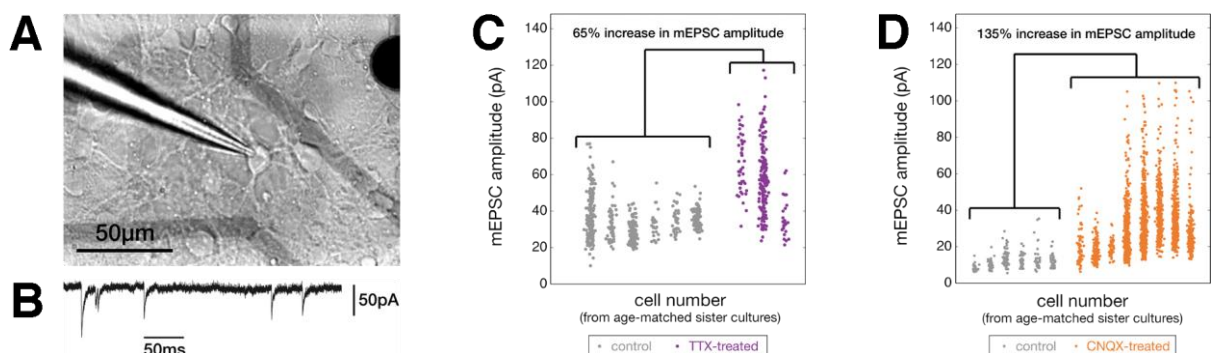 A
50μm
B
50pA
50ms
C
65% increase in mEPSC amplitude
mEPSC amplitude (pA)
140
120
100
80
60
40
20
0
cell number
(from age-matched sister cultures)
control
TTX-treated
D
135% increase in mEPSC amplitude
mEPSC amplitude (pA)
140
120
100
80
60
40
20
0
cell number
(from age-matched sister cultures)
control
CNQX-treated